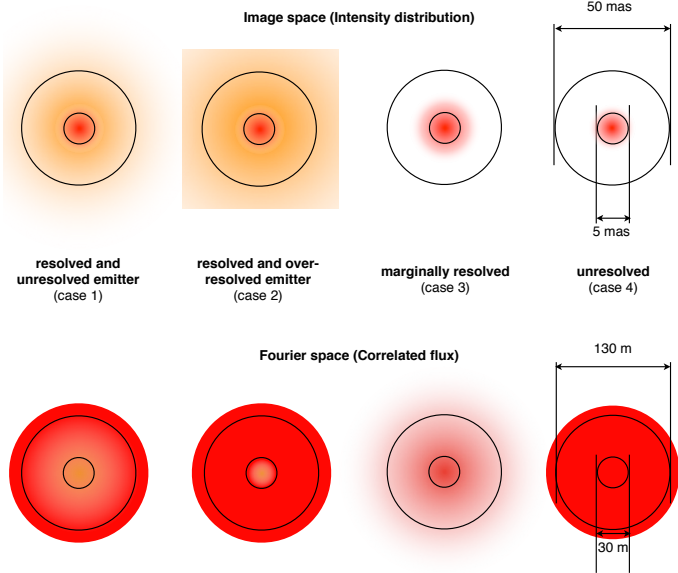 Image space (Intensity distribution)
50 mas
5 mas
resolved and
unresolved emitter
(case 1)
resolved and over-
resolved emitter
(case 2)
marginally resolved
(case 3)
unresolved
(case 4)
Fourier space (Correlated flux)
130 m
30 m